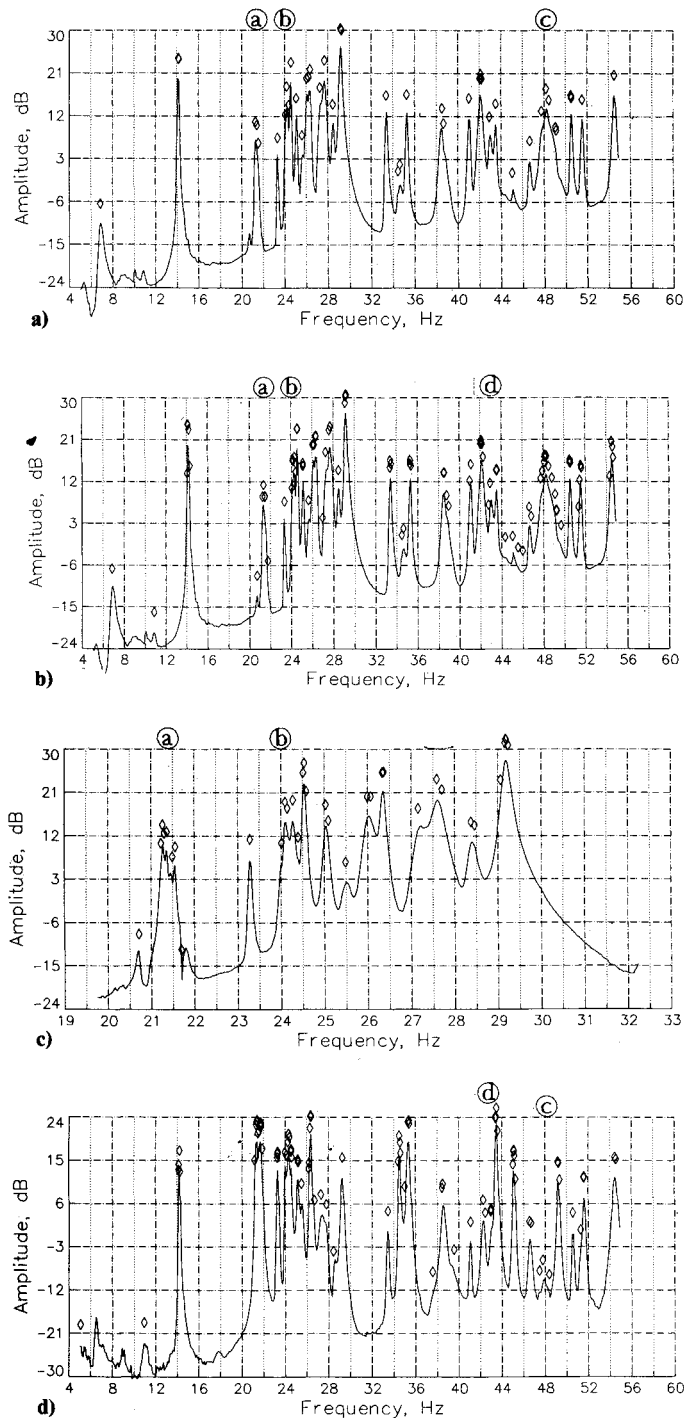 ⓐ ⓑ ⓒ
30
21
12
3
-6
-15
-24
Amplitude, dB
4 8 12 16 20 24 28 32 36 40 44 48 52 56 60
Frequency, Hz
a)
ⓐ ⓑ ⓓ
30
21
12
3
-6
-15
-24
Amplitude, dB
4 8 12 16 20 24 28 32 36 40 44 48 52 56 60
Frequency, Hz
b)
ⓐ ⓑ
30
21
12
3
-6
-15
-24
Amplitude, dB
19 20 21 22 23 24 25 26 27 28 29 30 31 32 33
Frequency, Hz
c)
ⓓ ⓒ
24
15
6
-3
-12
-21
-30
Amplitude, dB
4 8 12 16 20 24 28 32 36 40 44 48 52 56 60
Frequency, Hz
d)